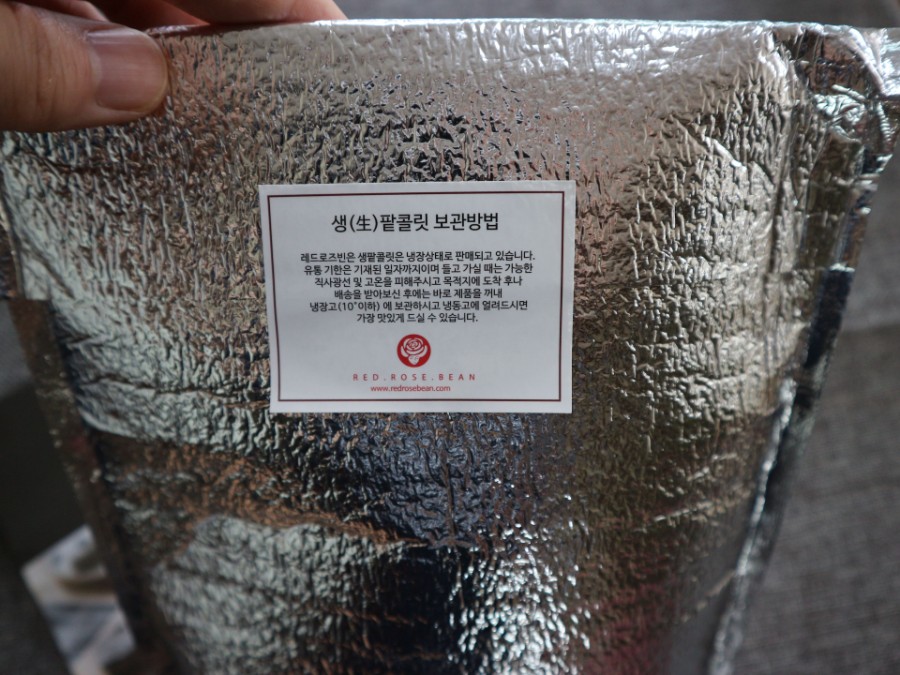 생(生)팥콜릿 보관방법
레드로즈빈은 생팥콜릿은 냉장상태로 판매되고 있습니다.
유통 기한은 기재된 일자까지이며 들고 가실 때는 가능한
직사광선 및 고온을 피해주시고 목적지에 도착 후나
배송을 받아보신 후에는 바로 제품을 꺼내
냉장고(10˚이하) 에 보관하시고 냉동고에 얼려드시면
가장 맛있게 드실 수 있습니다.
RED.ROSE.BEAN
www.redrosebean.com